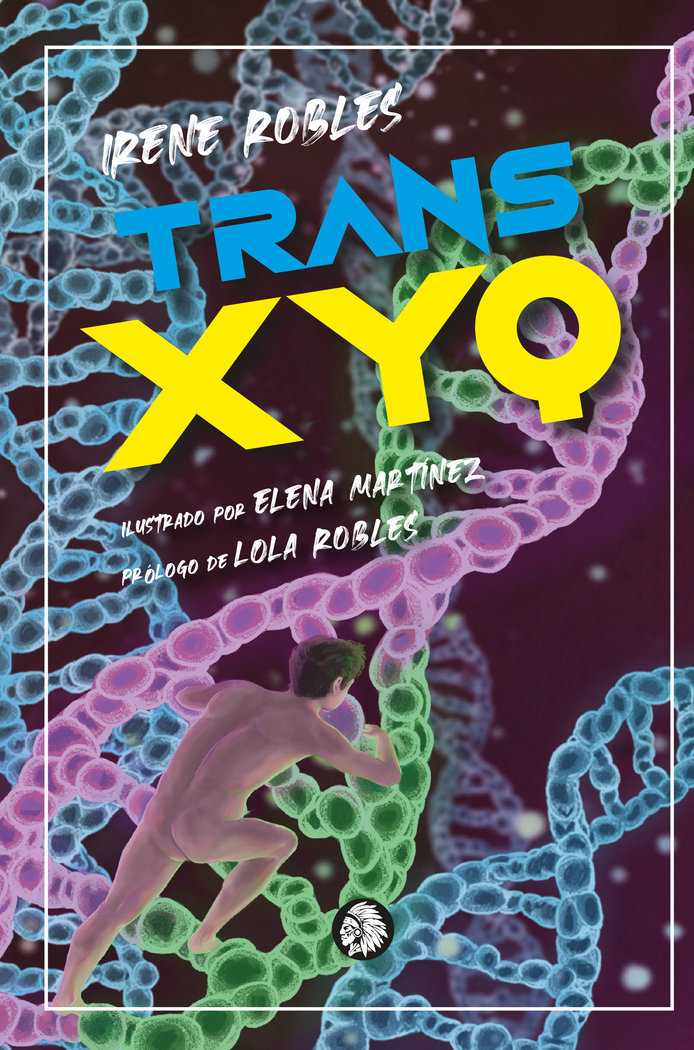 IRENE ROBLES
TRANS
XYQ
ILUSTRADO POR ELENA MARTÍNEZ
PRÓLOGO DE LOLA ROBLES